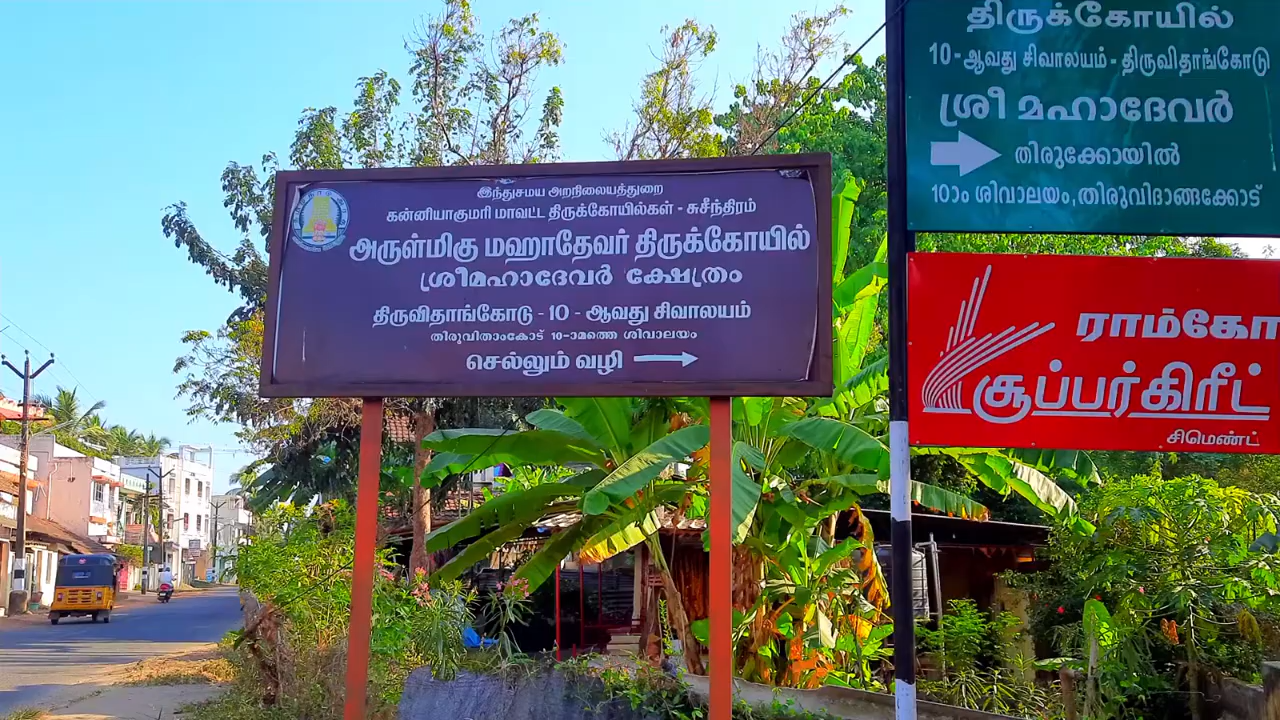 இந்துசமய அறநிலையத்துறை
கன்னியாகுமரி மாவட்ட திருக்கோயில்கள் - சுசீந்திரம்
அருள்மிகு மஹாதேவர் திருக்கோயில்
ശ്രീമഹാദേവർ ക്ഷേത്രം
திருவிதாங்கோடு - 10 - ஆவது சிவாலயம்
തിരുവിതാംകോട് 10-ാമത്തെ ശിവാലയം
செல்லும் வழி
திருக்கோயில்
10-ஆவது சிவாலயம் - திருவிதாங்கோடு
ശ്രീ മഹാദേവർ
തിരുക്കോയിൽ
10ാം ശിവാലയം,തിരുവിദാങ്ങക്കോട്
ராம்கோ
சூப்பர்கிரீட்
சிமெண்ட்